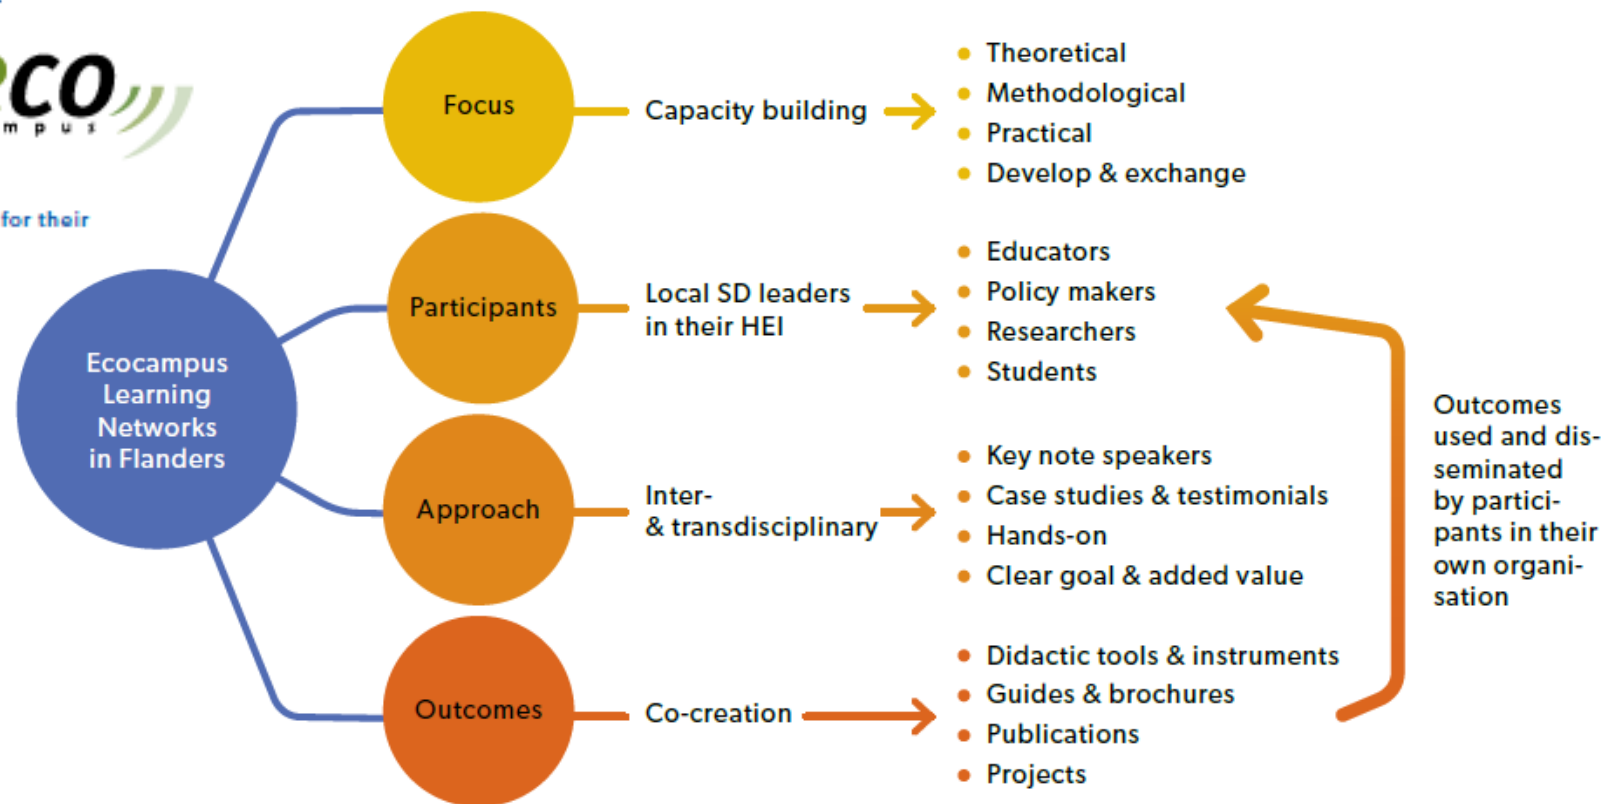 eco
mpus
for their
Ecocampus
Learning
Networks
in Flanders
Focus
Capacity building
Theoretical
Methodological
Practical
Develop & exchange
Participants
Local SD leaders
in their HEI
Educators
Policy makers
Researchers
Students
Approach
Inter-
& transdisciplinary
Key note speakers
Case studies & testimonials
Hands-on
Clear goal & added value
Outcomes
Co-creation
Didactic tools & instruments
Guides & brochures
Publications
Projects
Outcomes
used and dis-
seminated
by partici-
pants in their
own organi-
sation